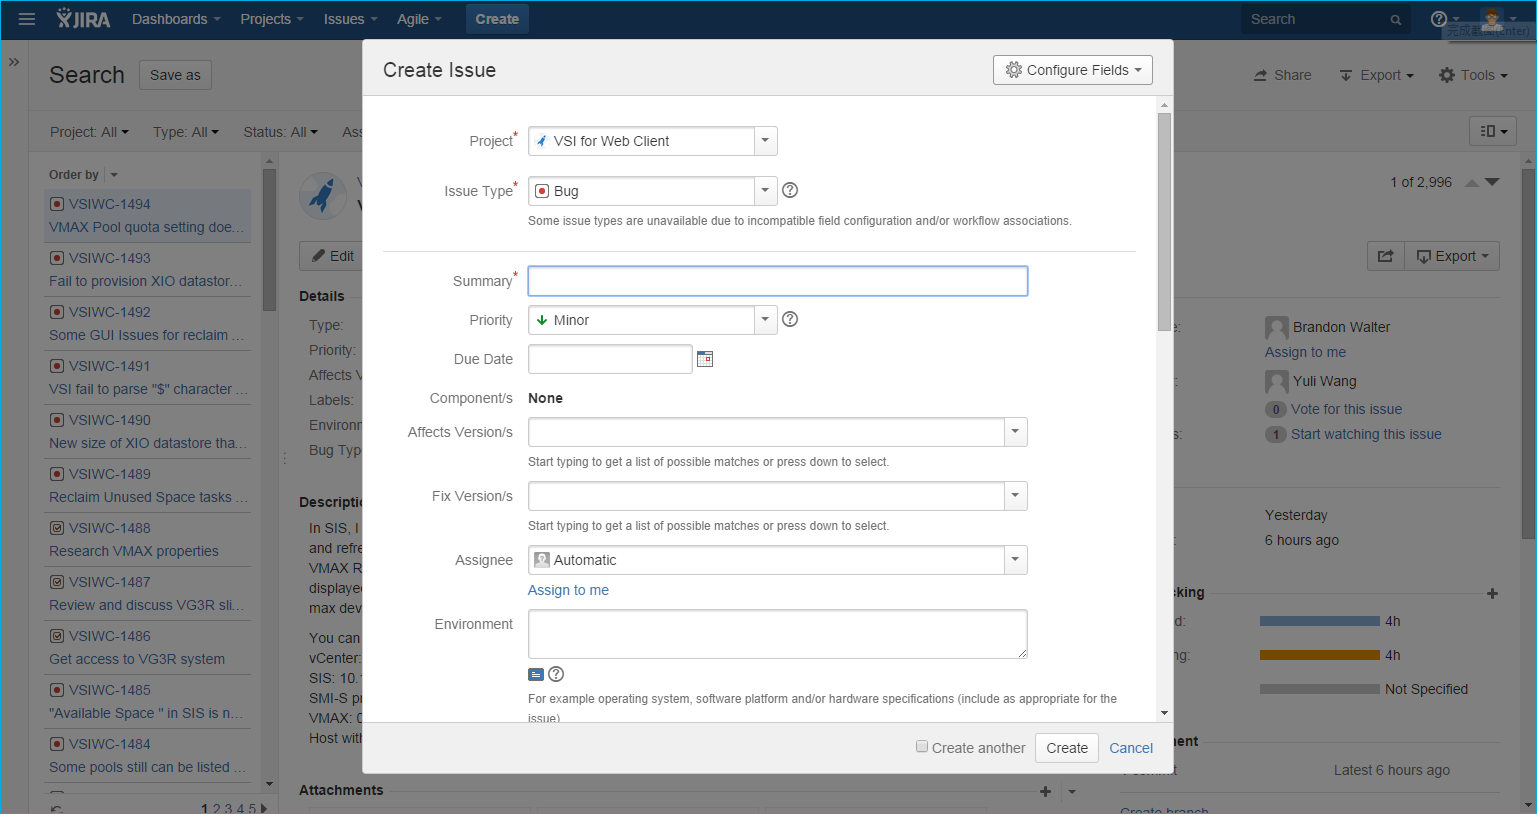 JIRA Dashboards Projects Issues Agile Create Search
完成截图(Enter)
Search Save as Share Export Tools
Project: All Type: All Status: All Ass
Order by
VSIWC-1494
VMAX Pool quota setting doe...
VSIWC-1493
Fail to provision XIO datastor...
VSIWC-1492
Some GUI Issues for reclaim ...
VSIWC-1491
VSI fail to parse "$" character ...
VSIWC-1490
New size of XIO datastore tha...
VSIWC-1489
Reclaim Unused Space tasks ...
VSIWC-1488
Research VMAX properties
VSIWC-1487
Review and discuss VG3R sli...
VSIWC-1486
Get access to VG3R system
VSIWC-1485
"Available Space " in SIS is n...
VSIWC-1484
Some pools still can be listed ...
1 2 3 4 5
Edit
Details
Type:
Priority:
Affects V
Labels:
Environ
Bug Typ
Descriptio
In SIS, I
and refre
VMAX R
displayed
max dev
You can
vCenter:
SIS: 10.
SMI-S pr
VMAX: 0
Host with
Attachments
Create Issue
Configure Fields
Project* VSI for Web Client
Issue Type* Bug
Some issue types are unavailable due to incompatible field configuration and/or workflow associations.
Summary*
Priority Minor
Due Date
Component/s None
Affects Version/s
Start typing to get a list of possible matches or press down to select.
Fix Version/s
Start typing to get a list of possible matches or press down to select.
Assignee Automatic
Assign to me
Environment
For example operating system, software platform and/or hardware specifications (include as appropriate for the
issue)
Create another Create Cancel
1 of 2,996
Export
e: Brandon Walter
Assign to me
Yuli Wang
0 Vote for this issue
s: 1 Start watching this issue
Yesterday
6 hours ago
king
d: 4h
ng: 4h
Not Specified
ment
Latest 6 hours ago
Create branch